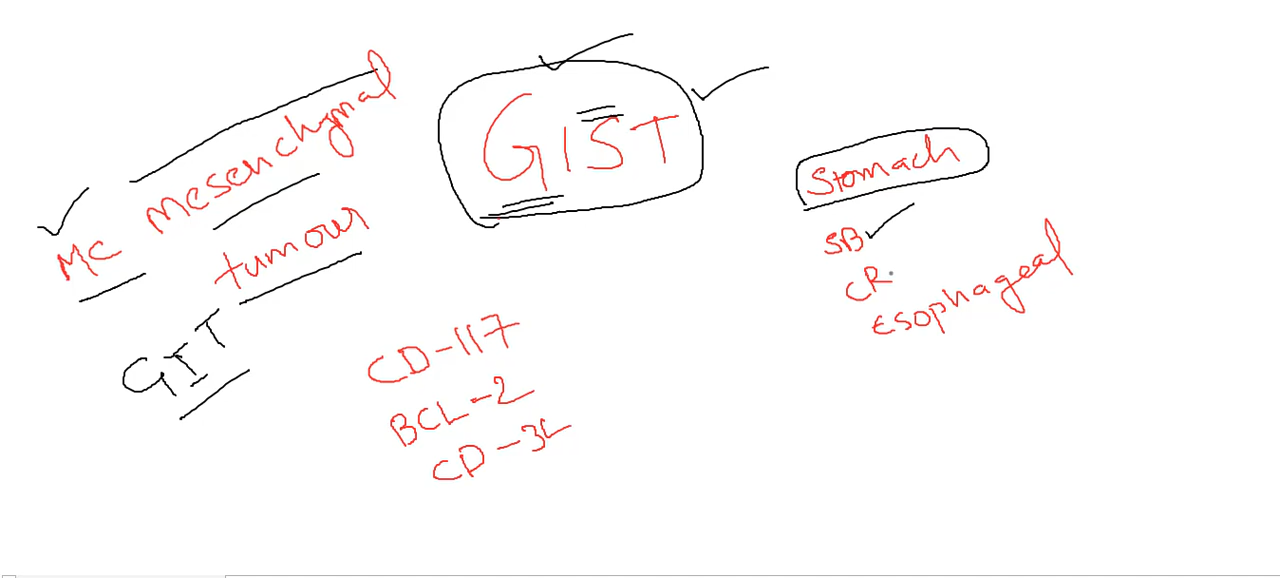 GIST
MC Mesenchymal
tumour
GIT
CD-117
BCL-2
CD-34
Stomach
SB
CR
Esophageal